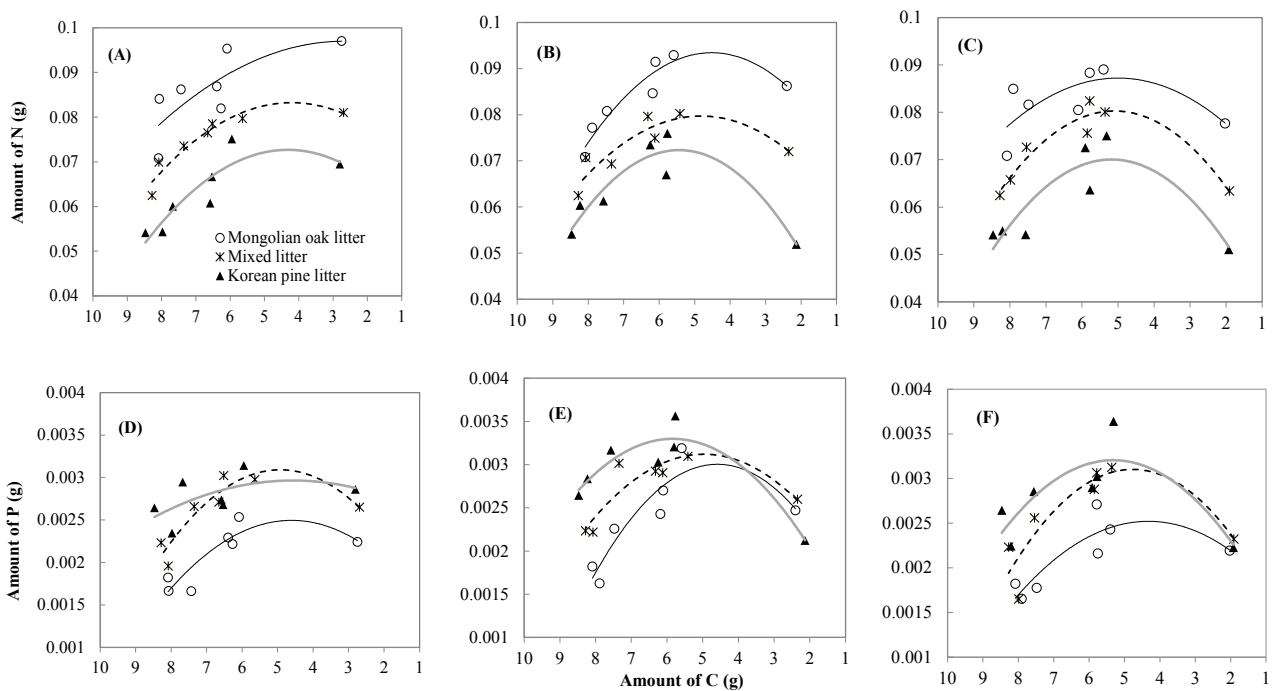 (A)
0.1
0.09
0.08
0.07
0.06
0.05
0.04
10 9 8 7 6 5 4 3 2 1
Amount of N (g)
Mongolian oak litter
Mixed litter
Korean pine litter
(B)
0.1
0.09
0.08
0.07
0.06
0.05
0.04
10 9 8 7 6 5 4 3 2 1
(C)
0.1
0.09
0.08
0.07
0.06
0.05
0.04
10 9 8 7 6 5 4 3 2 1
(D)
0.004
0.0035
0.003
0.0025
0.002
0.0015
0.001
10 9 8 7 6 5 4 3 2 1
Amount of P (g)
(E)
0.004
0.0035
0.003
0.0025
0.002
0.0015
0.001
10 9 8 7 6 5 4 3 2 1
Amount of C (g)
(F)
0.004
0.0035
0.003
0.0025
0.002
0.0015
0.001
10 9 8 7 6 5 4 3 2 1